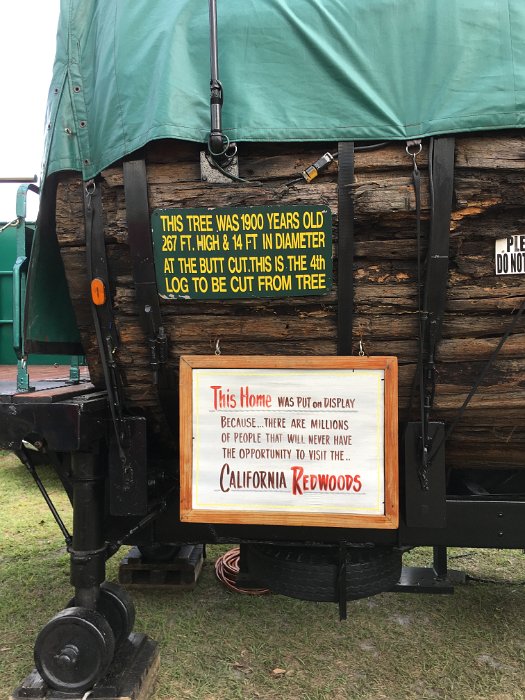 THIS TREE WAS 1900 YEARS OLD
267 FT. HIGH & 14 FT IN DIAMETER
AT THE BUTT CUT.THIS IS THE 4th
LOG TO BE CUT FROM TREE
DO NOT
This Home WAS PUT on DISPLAY
BECAUSE... THERE ARE MILLIONS
OF PEOPLE THAT WILL NEVER HAVE
THE OPPORTUNITY TO VISIT THE..
CALIFORNIA REDWOODS